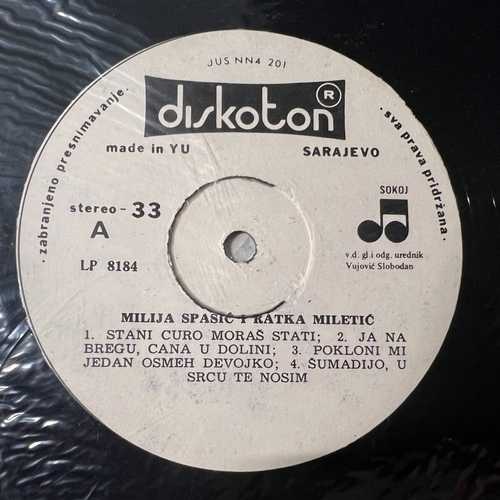 JUS NN4 201
diskoton ®
made in YU
SARAJEVO
· zabranjeno presnimavanje ·
· sva prava pridržana ·
stereo - 33
A
LP 8184
SOKOJ
v.d. gl i odg. urednik
Vujović Slobodan
MILIJA SPASIĆ I RATKA MILETIĆ
1. STANI CURO MORAŠ STATI; 2. JA NA
BREGU, CANA U DOLINI; 3. POKLONI MI
JEDAN OSMEH DEVOJKO; 4. ŠUMADIJO, U
SRCU TE NOSIM